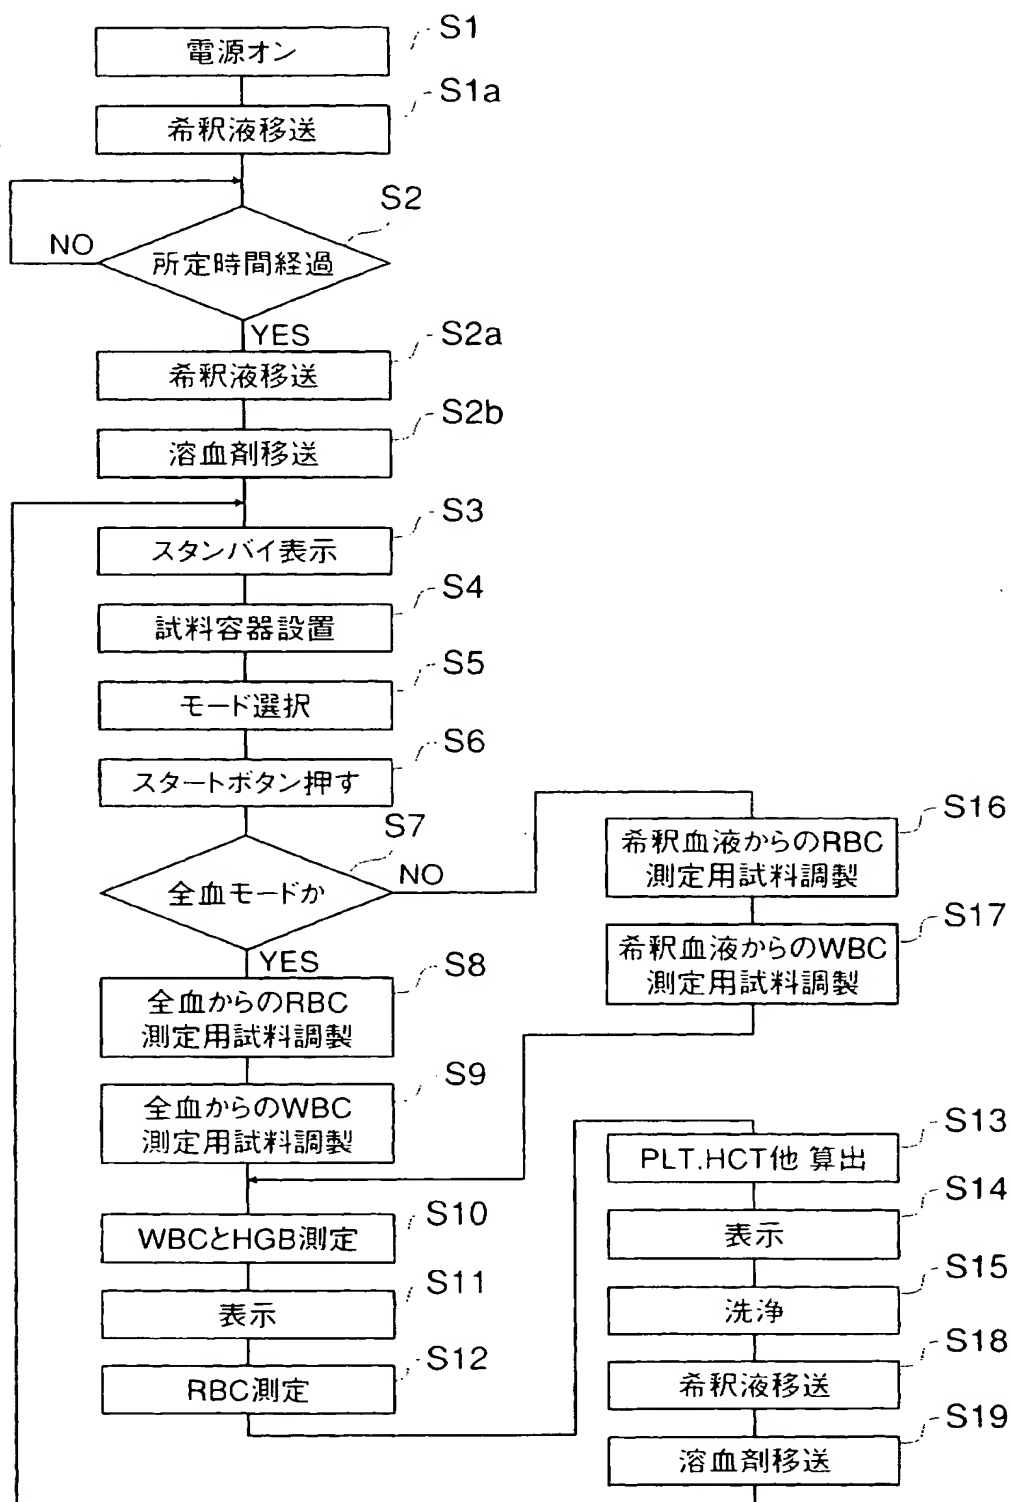 S1
電源オン
S1a
希釈液移送
S2
NO
所定時間経過
YES
S2a
希釈液移送
S2b
溶血剤移送
S3
スタンバイ表示
S4
試料容器設置
S5
モード選択
S6
スタートボタン押す
S7
全血モードか
NO
YES
S8
全血からのRBC
測定用試料調製
S9
全血からのWBC
測定用試料調製
S16
希釈血液からのRBC
測定用試料調製
S17
希釈血液からのWBC
測定用試料調製
S10
WBCとHGB測定
S11
表示
S12
RBC測定
S13
PLT.HCT他 算出
S14
表示
S15
洗浄
S18
希釈液移送
S19
溶血剤移送